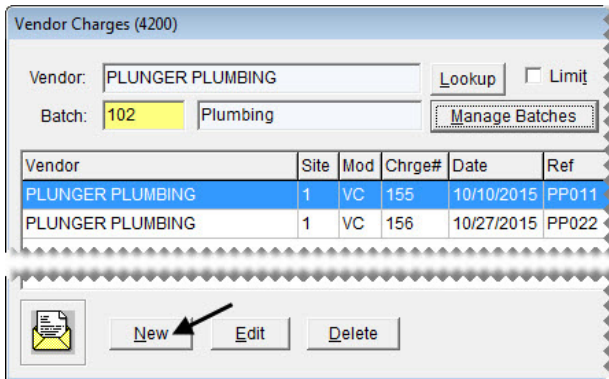 Vendor Charges (4200)
Vendor: PLUNGER PLUMBING Lookup Limit
Batch: 102 Plumbing Manage Batches
Vendor Site Mod Chrge# Date Ref
PLUNGER PLUMBING 1 VC 155 10/10/2015 PP011
PLUNGER PLUMBING 1 VC 156 10/27/2015 PP022
New Edit Delete